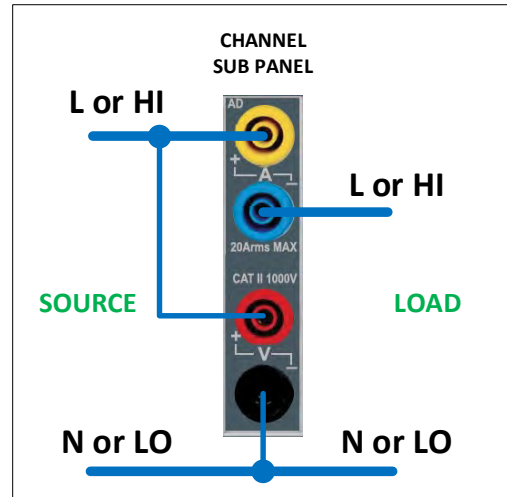 CHANNEL
SUB PANEL
L or HI
AD
+ A -
L or HI
20Arms MAX
CAT II 1000V
SOURCE
LOAD
+ V -
N or LO
N or LO